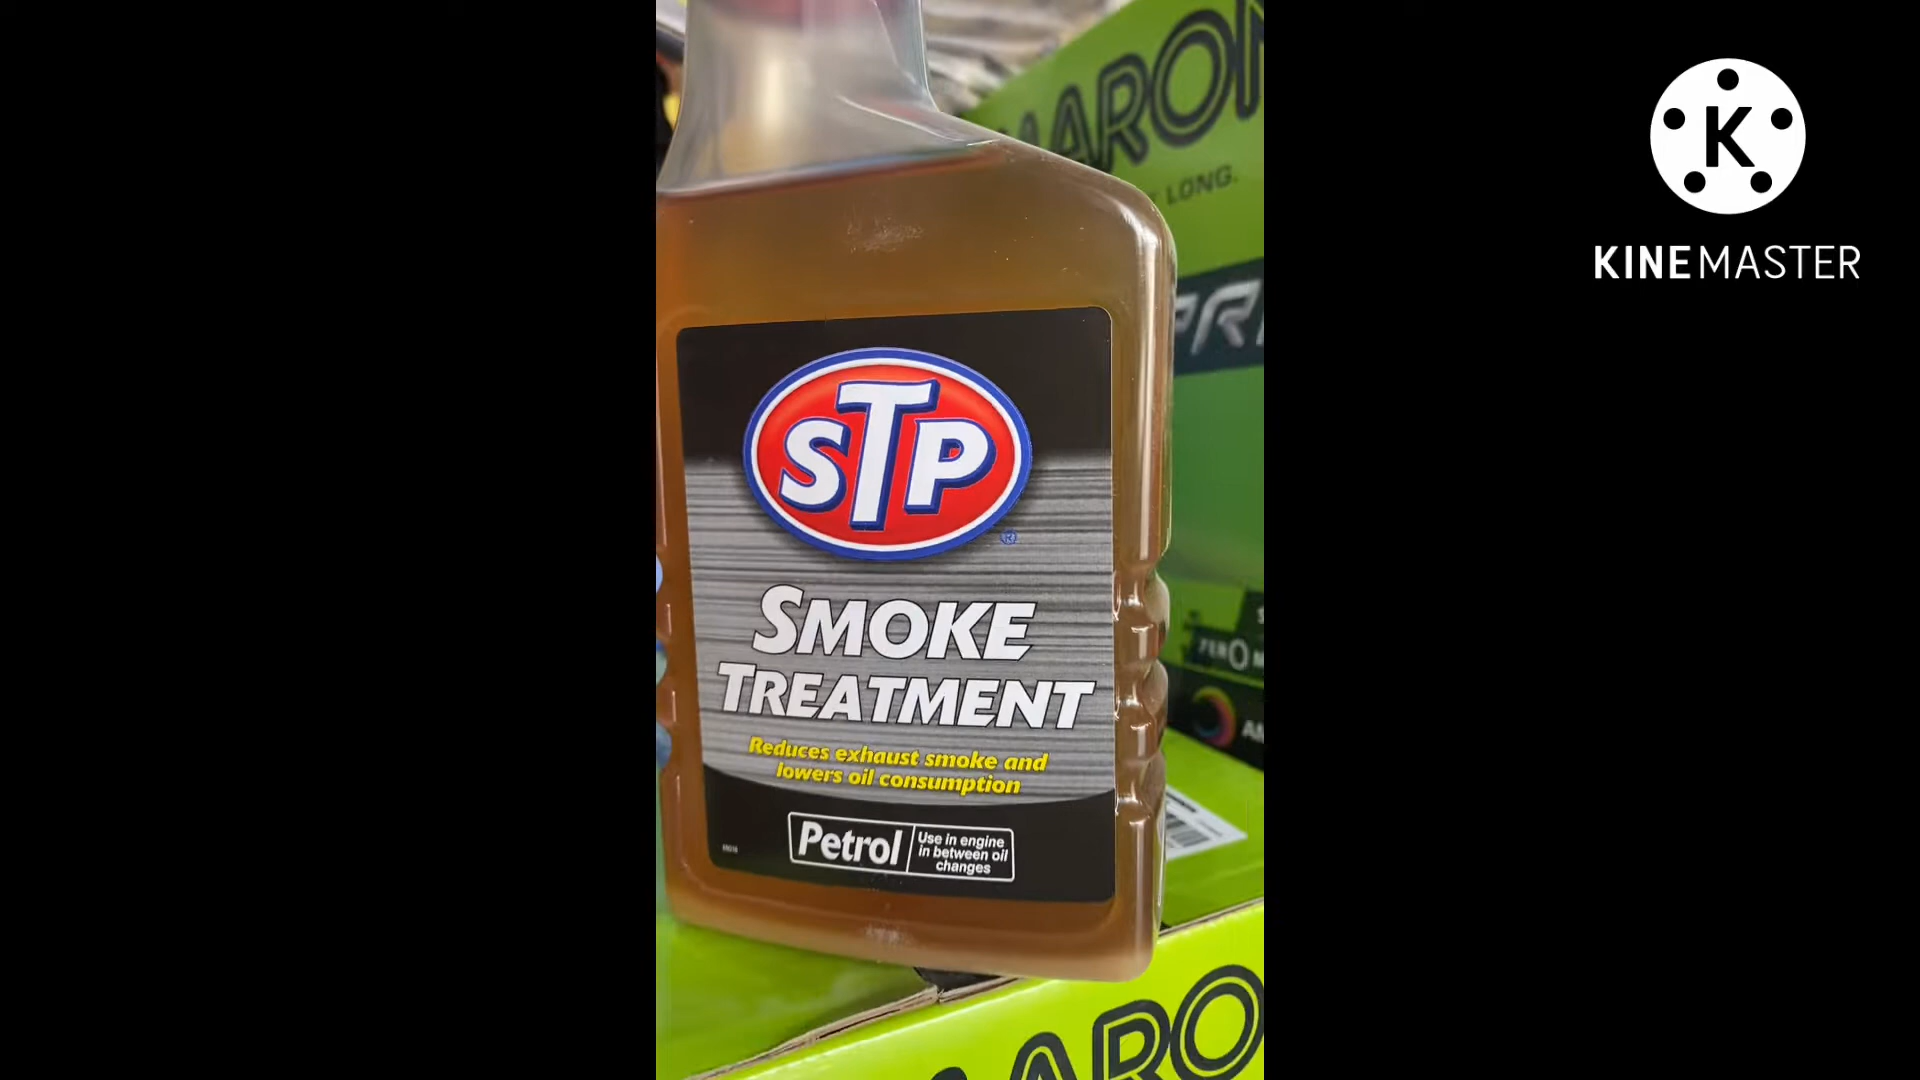 STP
®
SMOKE
TREATMENT
Reduces exhaust smoke and
lowers oil consumption
Petrol
Use in engine
in between oil
changes
LONG.
K
KINEMASTER